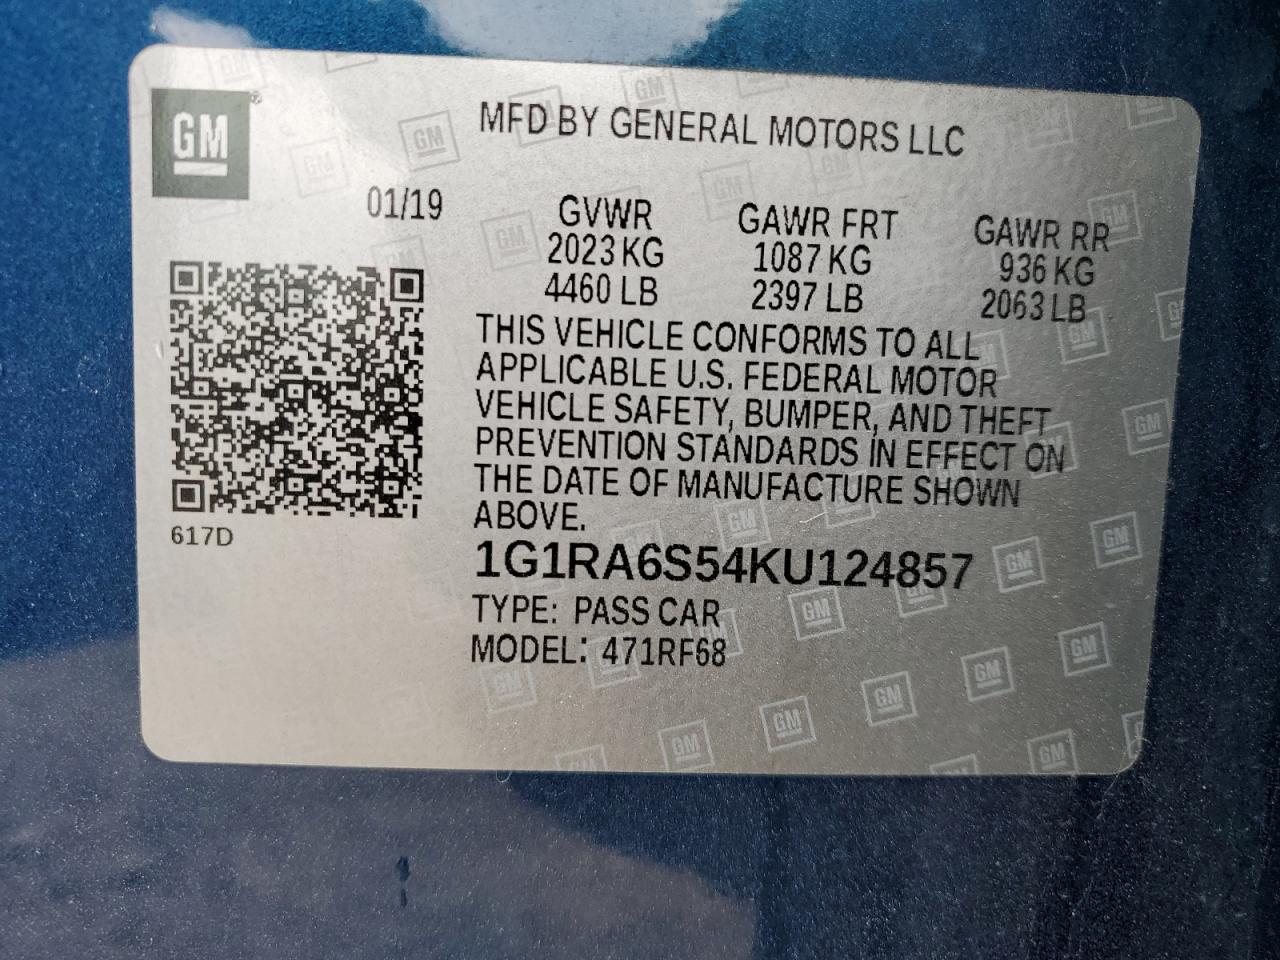 GM
MFD BY GENERAL MOTORS LLC
01/19
GVWR
2023 KG
4460 LB
GAWR FRT
1087 KG
2397 LB
GAWR RR
936 KG
2063 LB
THIS VEHICLE CONFORMS TO ALL
APPLICABLE U.S. FEDERAL MOTOR
VEHICLE SAFETY, BUMPER, AND THEFT
PREVENTION STANDARDS IN EFFECT ON
THE DATE OF MANUFACTURE SHOWN
ABOVE.
617D
1G1RA6S54KU124857
TYPE: PASS CAR
MODEL: 471RF68